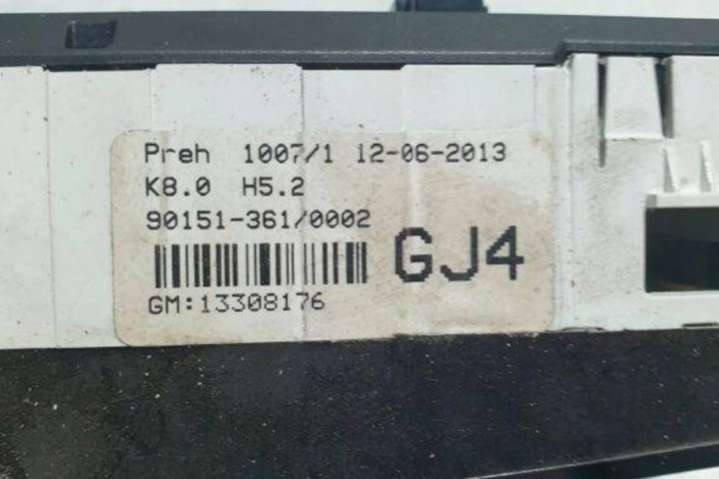 Preh 1007/1 12-06-2013
K8.0 H5.2
90151-361/0002
GJ4
GM:13308176